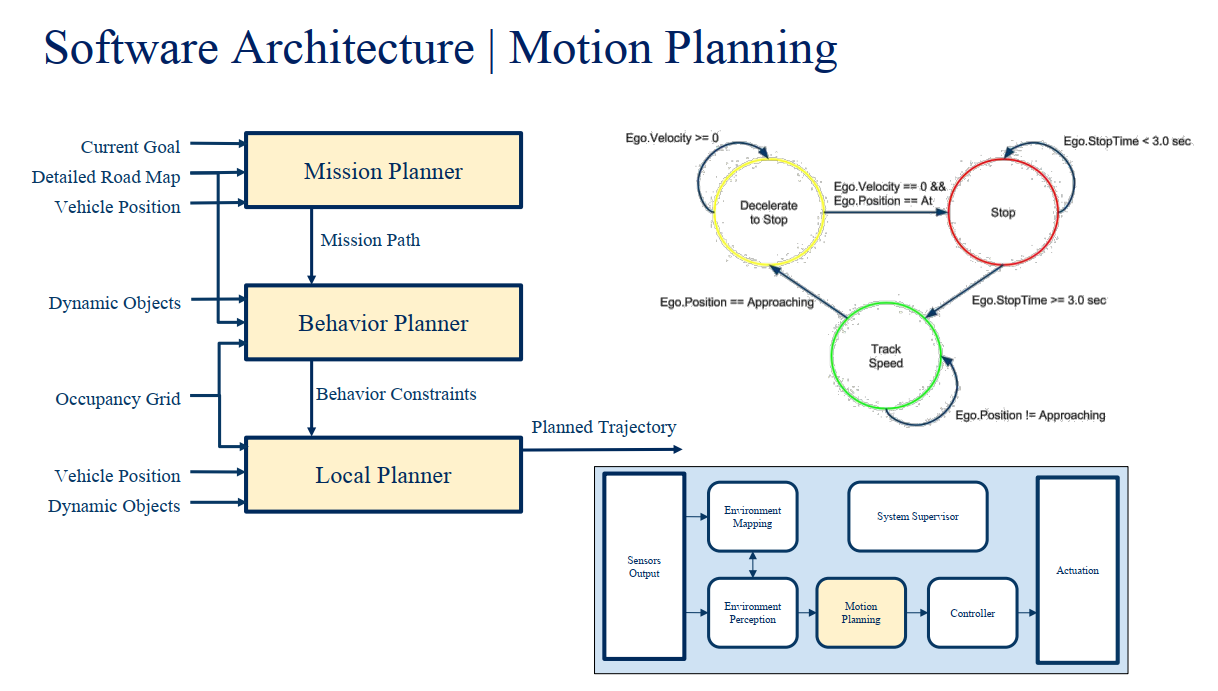 Software Architecture | Motion Planning
Current Goal
Detailed Road Map
Vehicle Position
Mission Planner
Mission Path
Dynamic Objects
Behavior Planner
Occupancy Grid
Behavior Constraints
Planned Trajectory
Vehicle Position
Dynamic Objects
Local Planner
Ego.Velocity >= 0
Ego.StopTime < 3.0 sec
Decelerate
to Stop
Ego.Velocity == 0 &&
Ego.Position == At
Stop
Ego.Position == Approaching
Ego.StopTime >= 3.0 sec
Track
Speed
Ego.Position != Approaching
Sensors
Output
Environment
Mapping
System Supervisor
Environment
Perception
Motion
Planning
Controller
Actuation